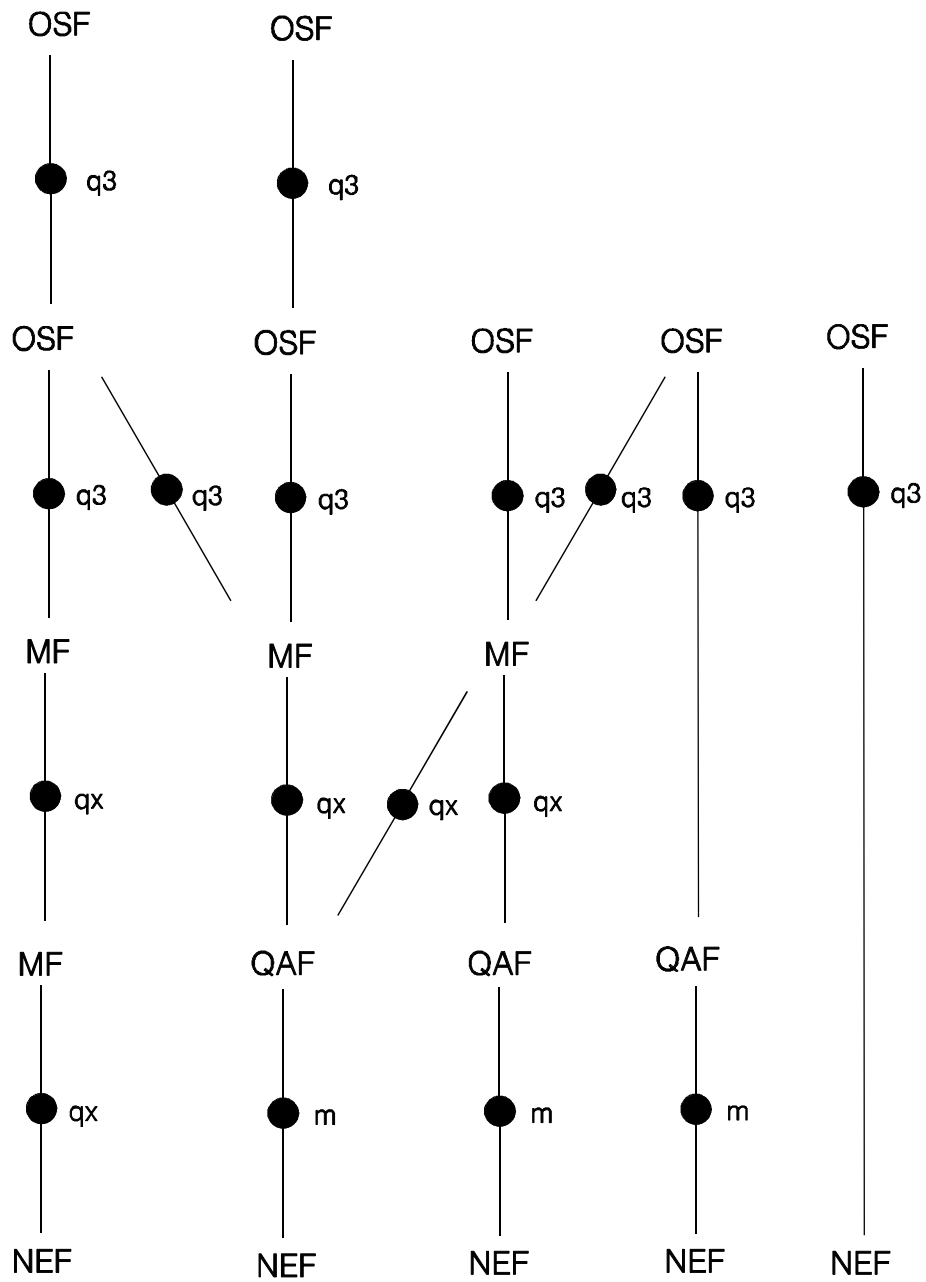 OSF OSF
q3 q3
OSF OSF OSF OSF OSF
q3 q3 q3 q3 q3 q3 q3
MF MF MF
qx qx qx qx
MF QAF QAF QAF
qx m m m
NEF NEF NEF NEF NEF